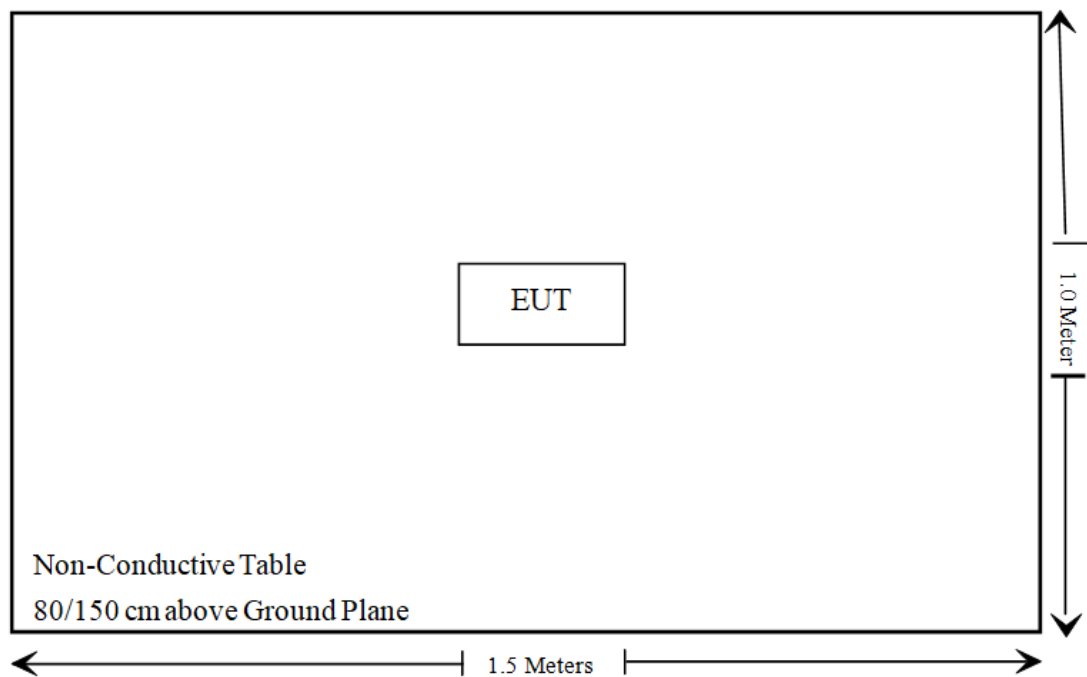 EUT
1.0 Meter
Non-Conductive Table
80/150 cm above Ground Plane
1.5 Meters